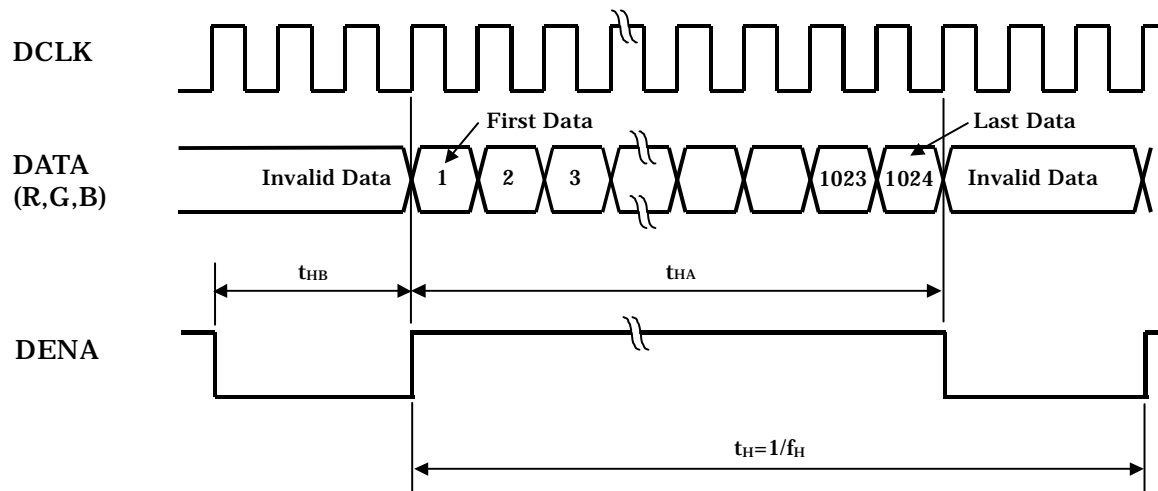 DCLK
First Data
Last Data
DATA
(R,G,B)
Invalid Data
1
2
3
1023
1024
Invalid Data
tHB
tHA
DENA
tH=1/fH